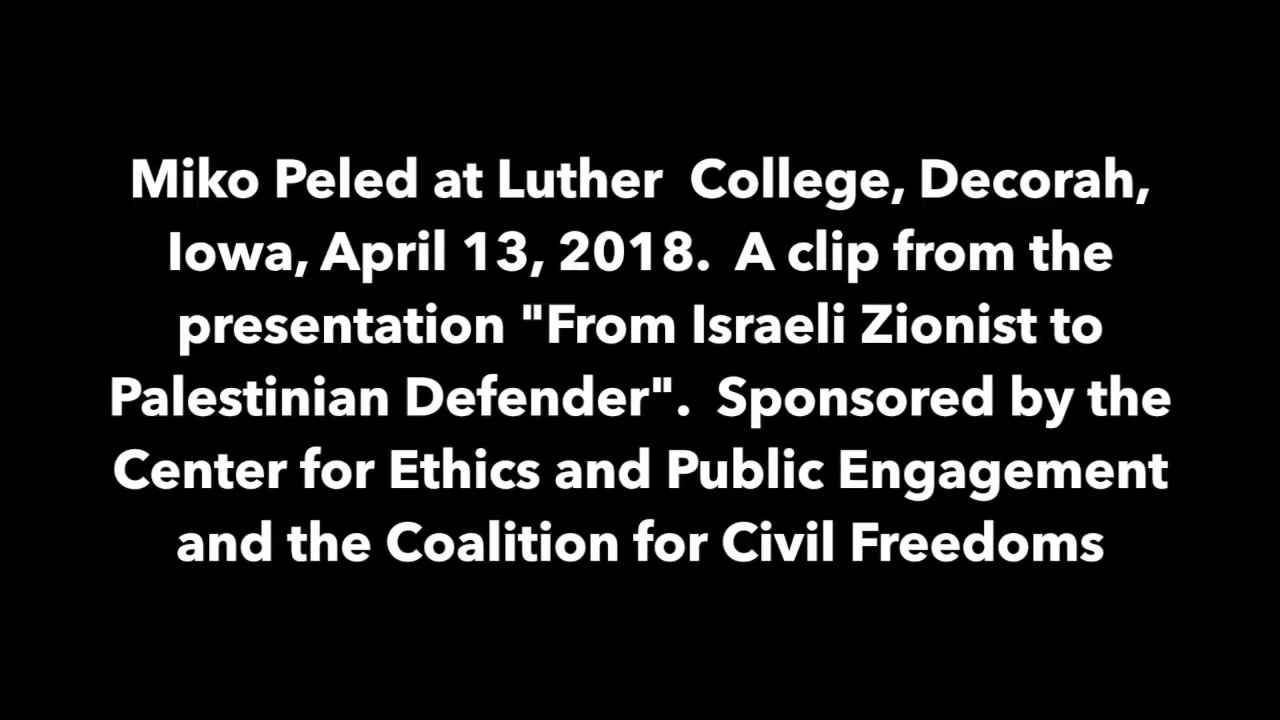 Miko Peled at Luther  College, Decorah,
Iowa, April 13, 2018.  A clip from the
presentation "From Israeli Zionist to
Palestinian Defender".  Sponsored by the
Center for Ethics and Public Engagement
and the Coalition for Civil Freedoms